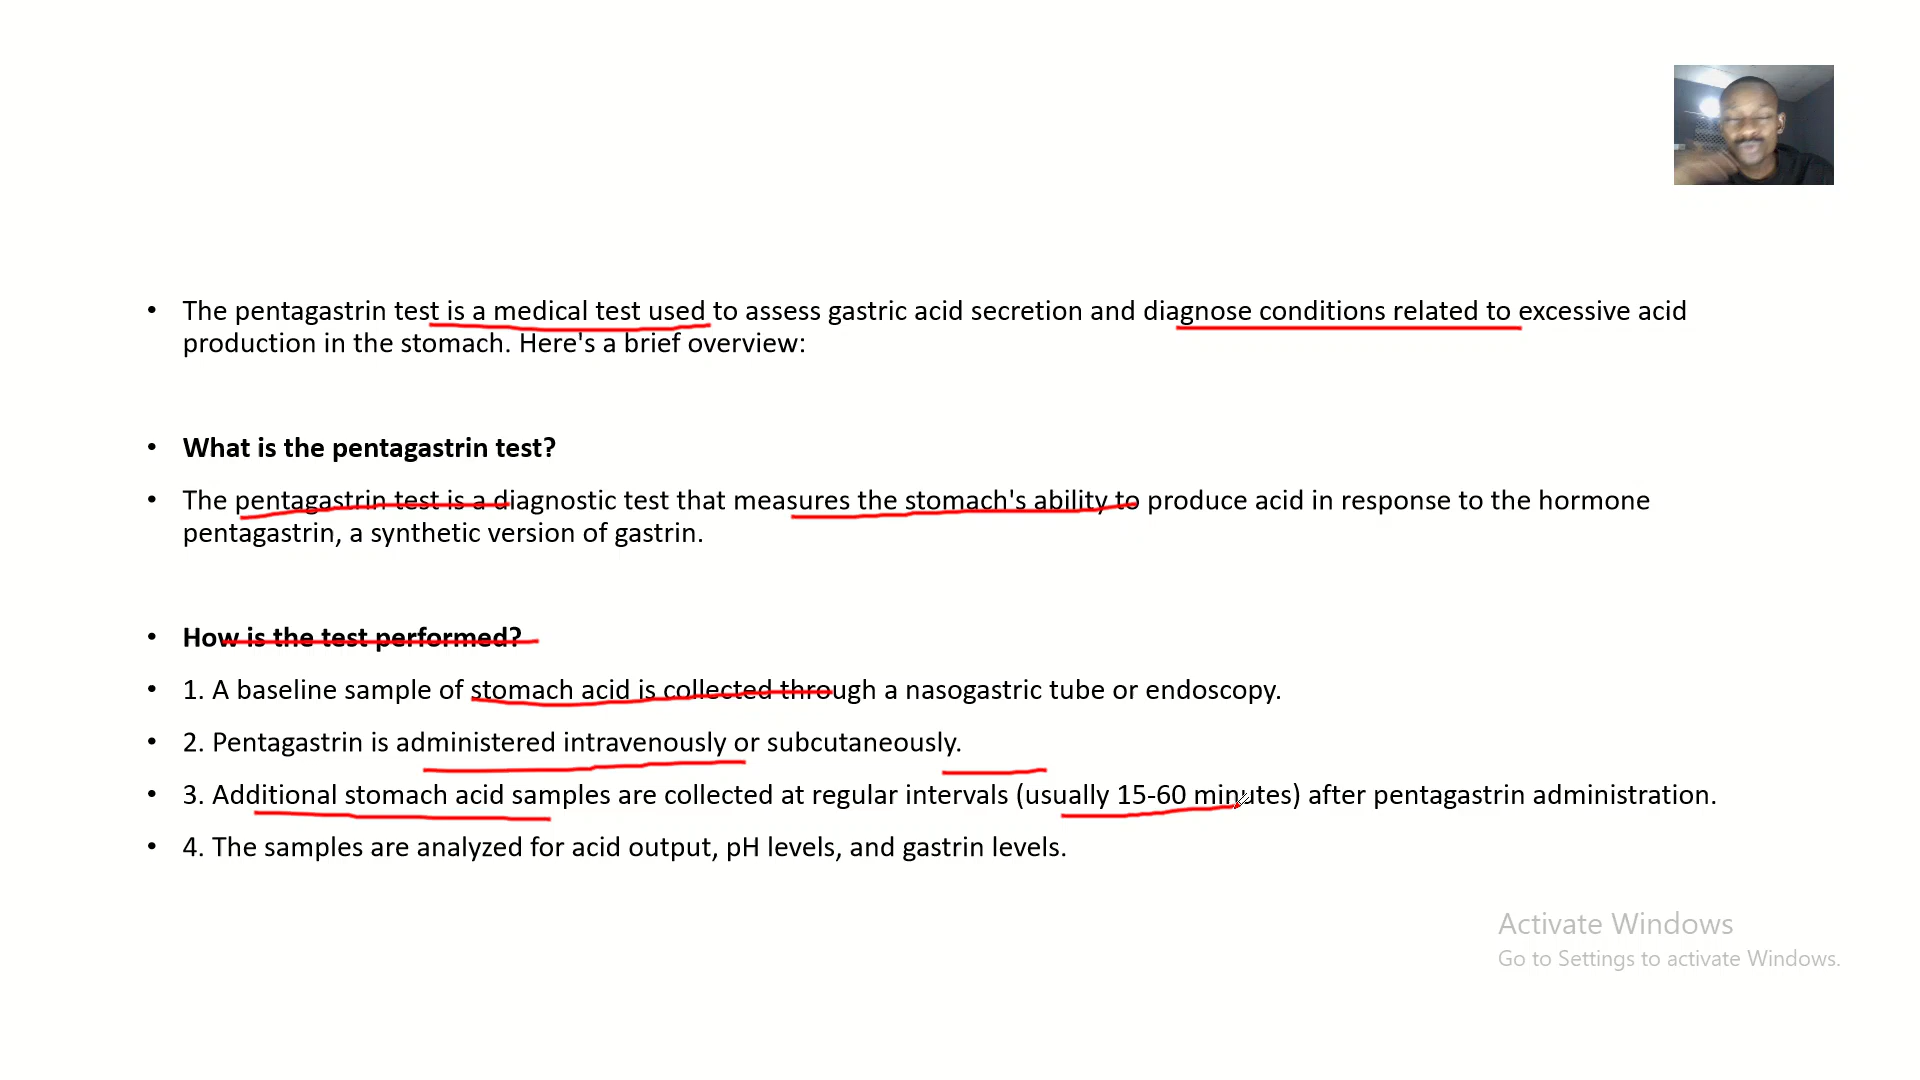 • The pentagastrin test is a medical test used to assess gastric acid secretion and diagnose conditions related to excessive acid
production in the stomach. Here's a brief overview:
• What is the pentagastrin test?
• The pentagastrin test is a diagnostic test that measures the stomach's ability to produce acid in response to the hormone
pentagastrin, a synthetic version of gastrin.
• How is the test performed?
• 1. A baseline sample of stomach acid is collected through a nasogastric tube or endoscopy.
• 2. Pentagastrin is administered intravenously or subcutaneously.
• 3. Additional stomach acid samples are collected at regular intervals (usually 15-60 minutes) after pentagastrin administration.
• 4. The samples are analyzed for acid output, pH levels, and gastrin levels.
Activate Windows
Go to Settings to activate Windows.